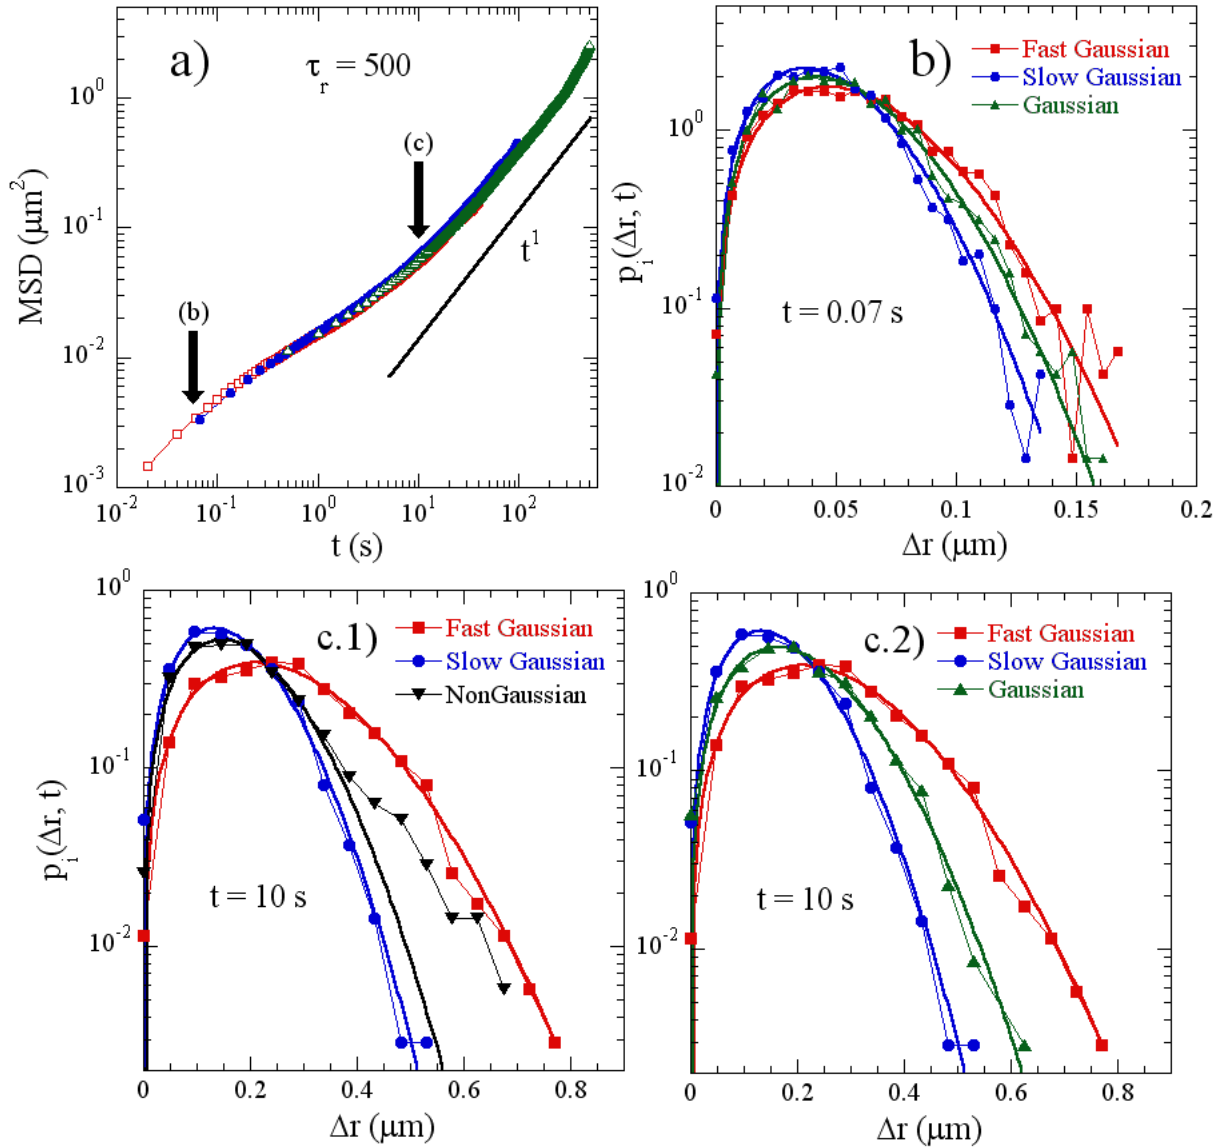 a)
τr = 500
(b)
(c)
t¹
MSD (μm²)
10⁰
10⁻¹
10⁻²
10⁻³
10⁻² 10⁻¹ 10⁰ 10¹ 10²
t (s)
b)
Fast Gaussian
Slow Gaussian
Gaussian
t = 0.07 s
pi(Δr, t)
10⁰
10⁻¹
10⁻²
0 0.05 0.1 0.15 0.2
Δr (μm)
c.1)
Fast Gaussian
Slow Gaussian
NonGaussian
t = 10 s
pi(Δr, t)
10⁰
10⁻¹
10⁻²
0 0.2 0.4 0.6 0.8
Δr (μm)
c.2)
Fast Gaussian
Slow Gaussian
Gaussian
t = 10 s
10⁰
10⁻¹
10⁻²
0 0.2 0.4 0.6 0.8
Δr (μm)